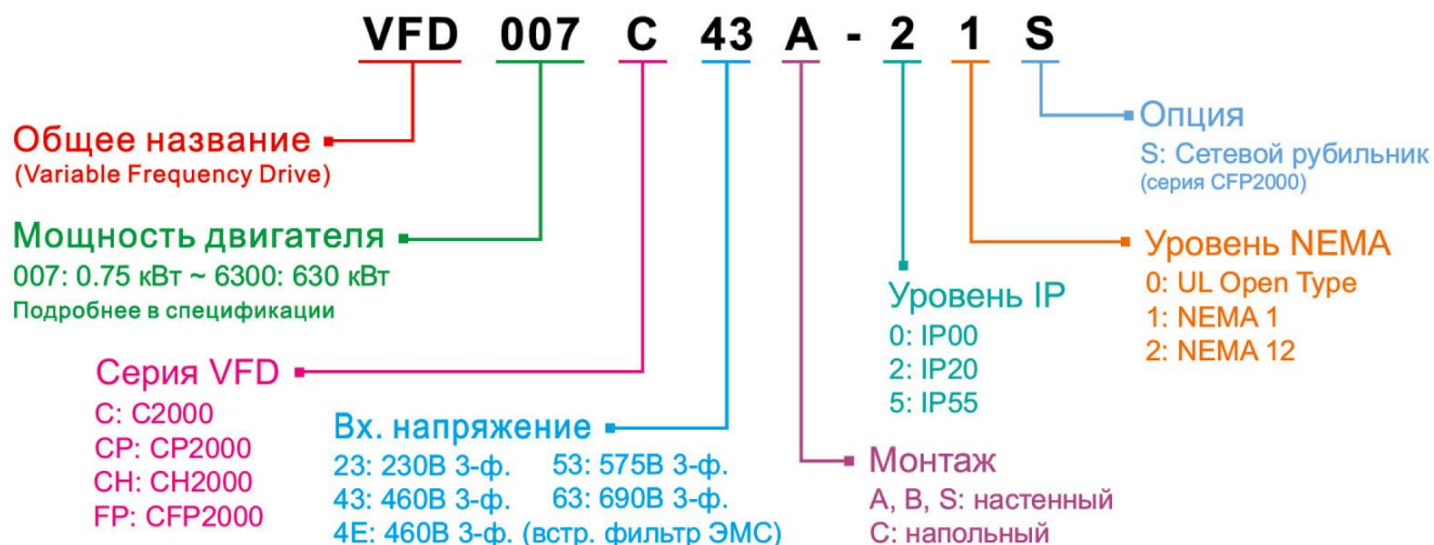 VFD 007 C 43 A - 2 1 S
Общее название
(Variable Frequency Drive)
Мощность двигателя
007: 0.75 кВт ~ 6300: 630 кВт
Подробнее в спецификации
Серия VFD
C: C2000
CP: CP2000
CH: CH2000
FP: CFP2000
Вх. напряжение
23: 230В 3-ф. 53: 575В 3-ф.
43: 460В 3-ф. 63: 690В 3-ф.
4E: 460В 3-ф. (встр. фильтр ЭМС)
Монтаж
A, B, S: настенный
C: напольный
Уровень IP
0: IP00
2: IP20
5: IP55
Уровень NEMA
0: UL Open Type
1: NEMA 1
2: NEMA 12
Опция
S: Сетевой рубильник
(серия CFP2000)